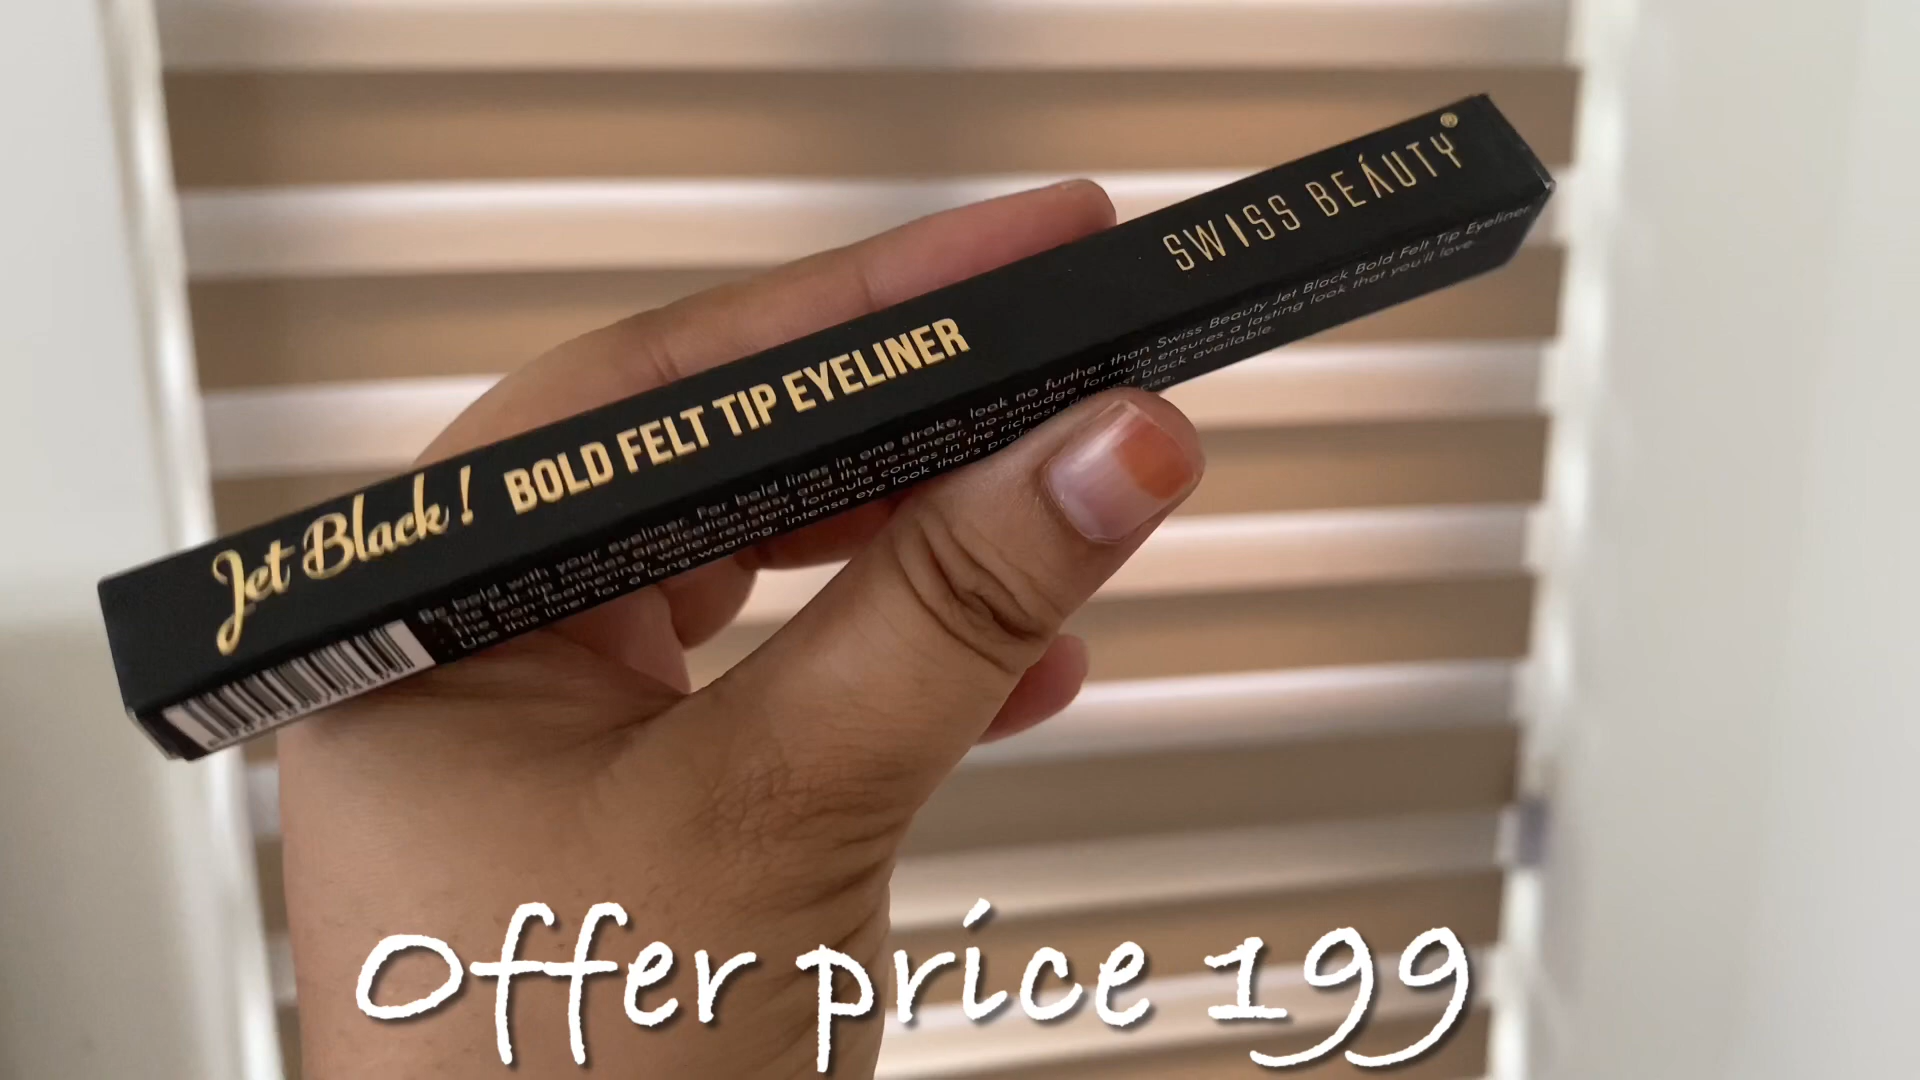 SWISS BEAUTY®
Jet Black! BOLD FELT TIP EYELINER
Be bold with your eyeliner. For bold lines in one stroke, look no further than Swiss Beauty Jet Black Bold Felt Tip Eyeliner
The felt-tip makes application easy and the no-smear, no-smudge formula ensures a lasting look that you'll love.
The non-feathering, water-resistant formula comes in the richest black available.
Use this liner for a long-wearing, intense eye look that's
Offer price 199